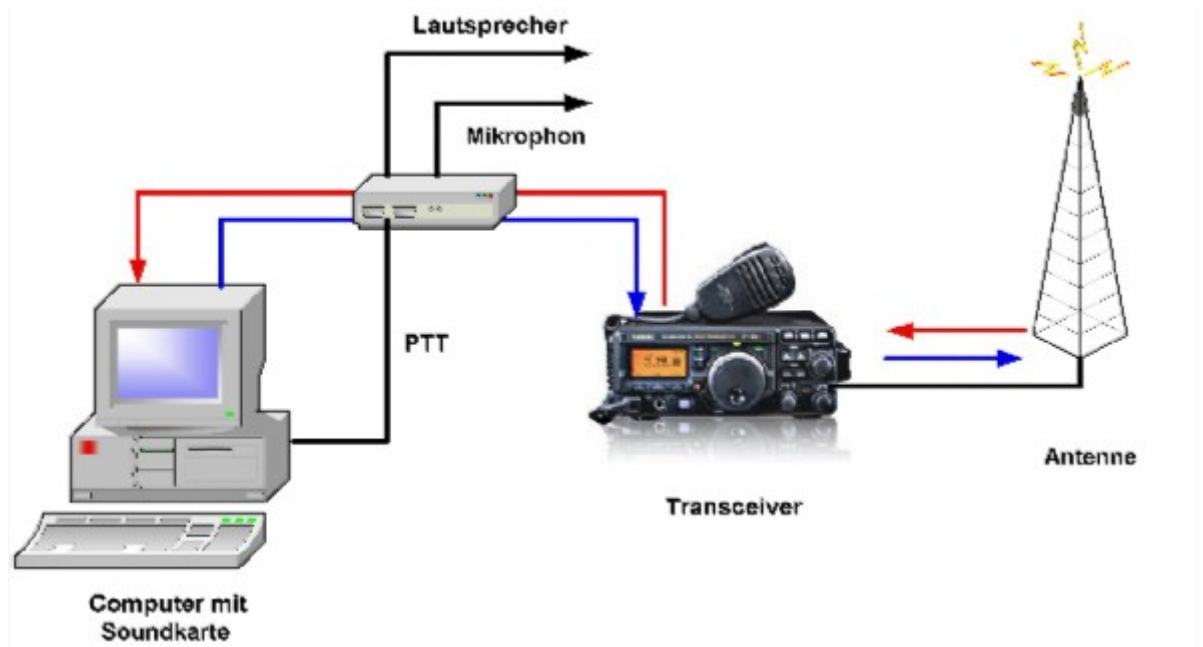 Lautsprecher
Mikrophon
PTT
Antenne
Transceiver
Computer mit
Soundkarte